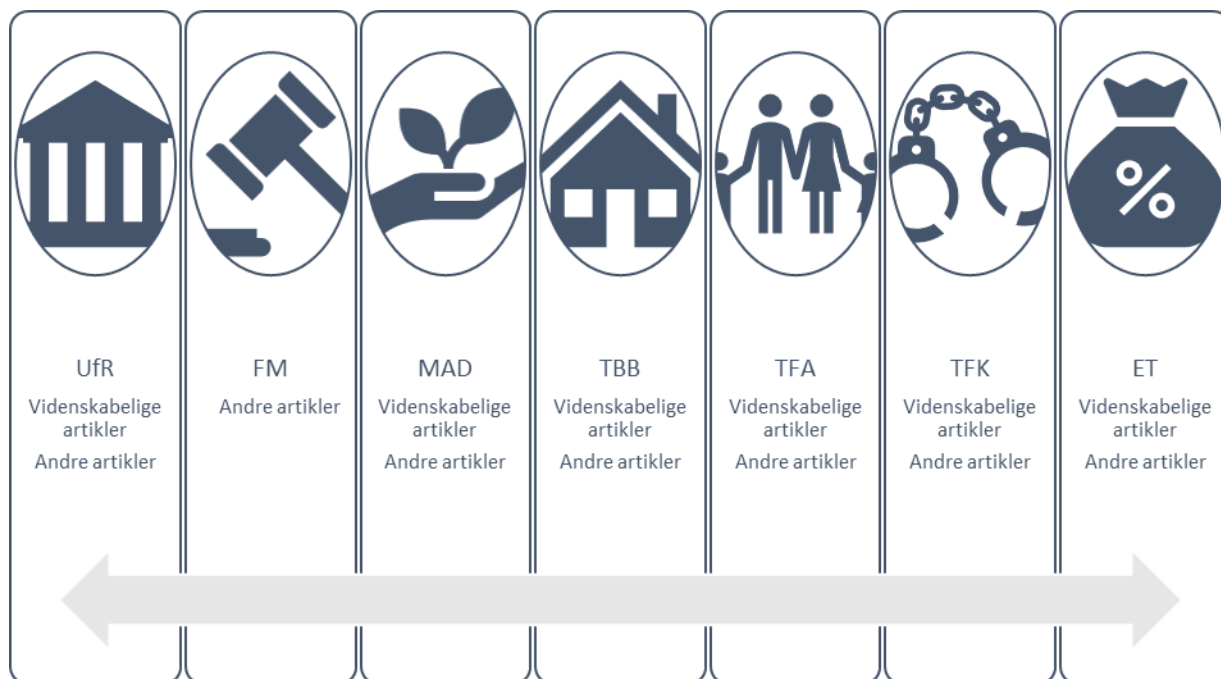 UfR
Videnskabelige
artikler
Andre artikler
FM
Andre artikler
MAD
Videnskabelige
artikler
Andre artikler
TBB
Videnskabelige
artikler
Andre artikler
TFA
Videnskabelige
artikler
Andre artikler
TFK
Videnskabelige
artikler
Andre artikler
ET
Videnskabelige
artikler
Andre artikler
%